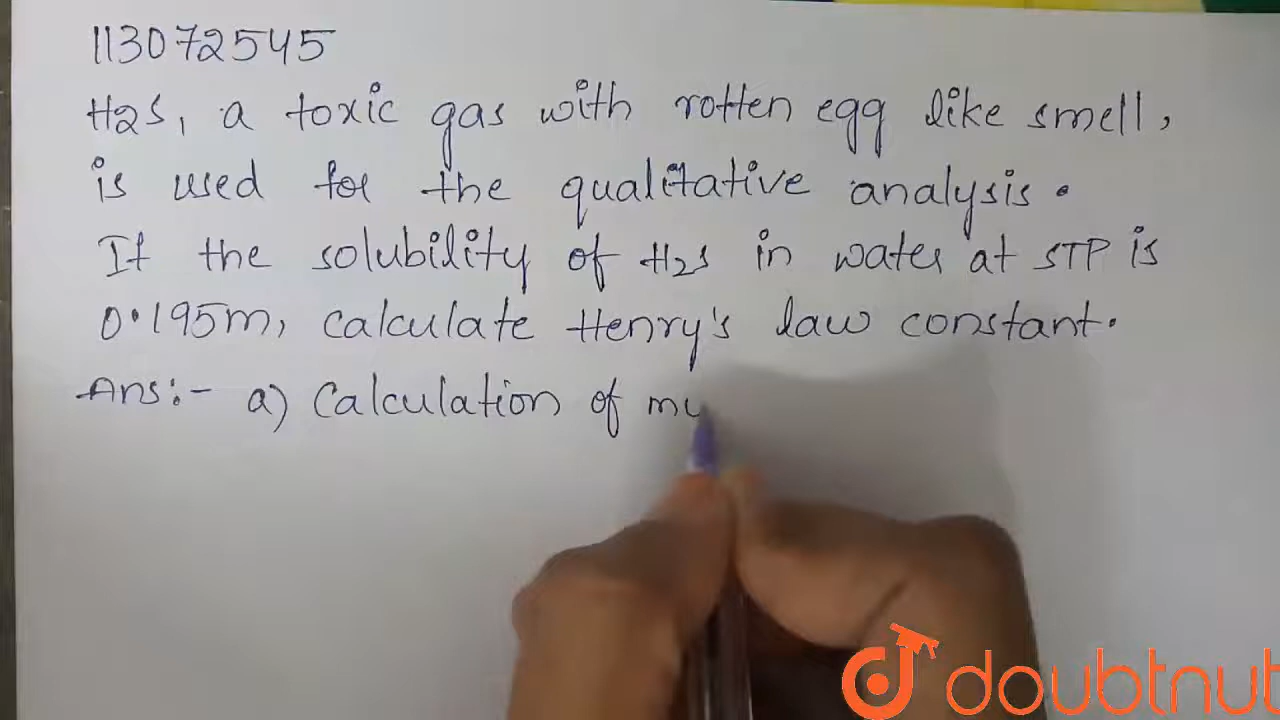 113072545
H2S, a toxic gas with rotten egg like smell,
is used for the qualitative analysis.
If the solubility of H2S in water at STP is
0.195m, calculate Henry's law constant.
Ans:- a) Calculation of
doubtnut